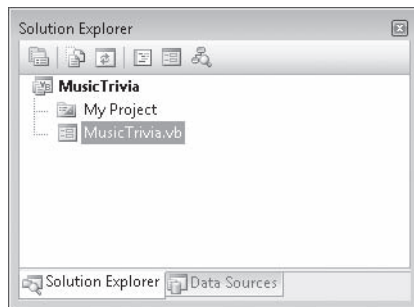 Solution Explorer
MusicTrivia
My Project
MusicTrivia.vb
Solution Explorer Data Sources